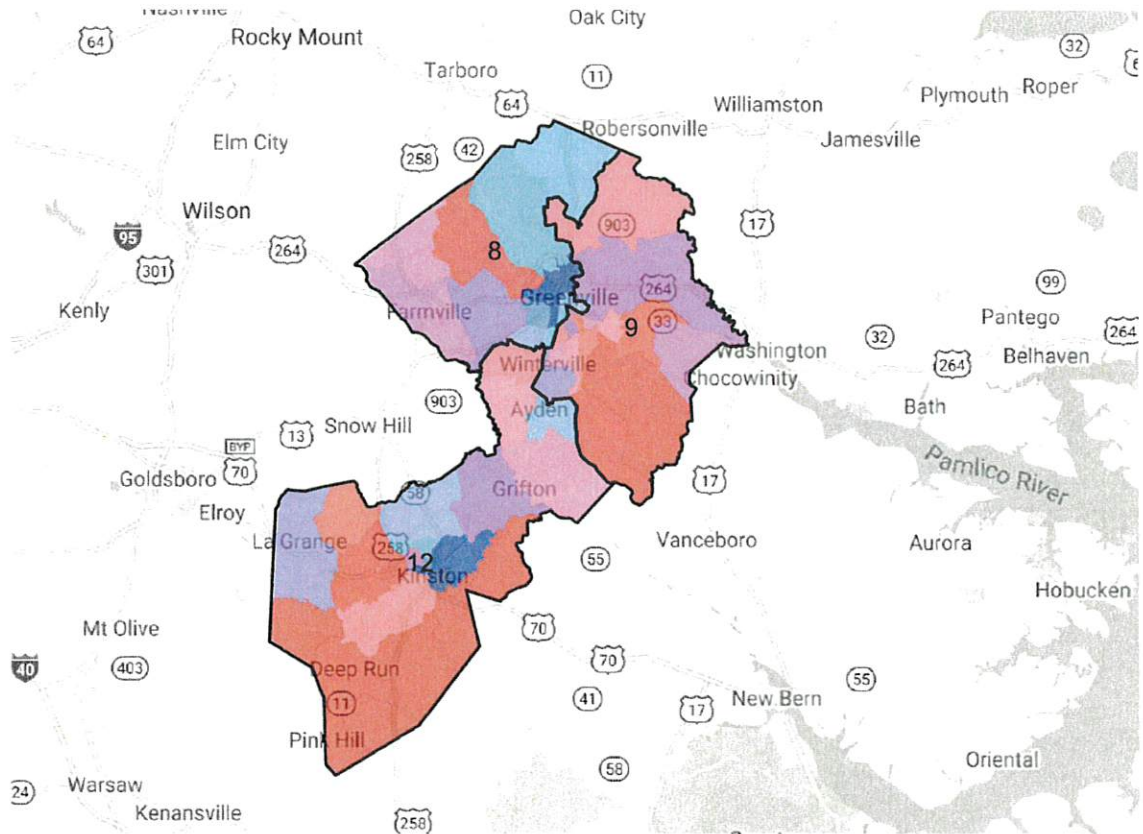 Nashville
Oak City
64
Rocky Mount
32
Tarboro
11
64
Williamston
Plymouth
Roper
Robersonville
Jamesville
Elm City
258
42
Wilson
17
903
95
264
8
301
264
99
Kenly
Farmville
Greenville
33
9
Pantego
32
264
Washington
Belhaven
Winterville
264
Chocowinity
903
Ayden
Bath
13
Snow Hill
BYP
70
Pamlico River
Goldsboro
17
58
Grifton
Elroy
La Grange
258
12
Vanceboro
Aurora
55
Kinston
Hobucken
Mt Olive
70
40
403
70
Deep Run
55
11
41
17
New Bern
Pink Hill
58
Oriental
24
Warsaw
Kenansville
258